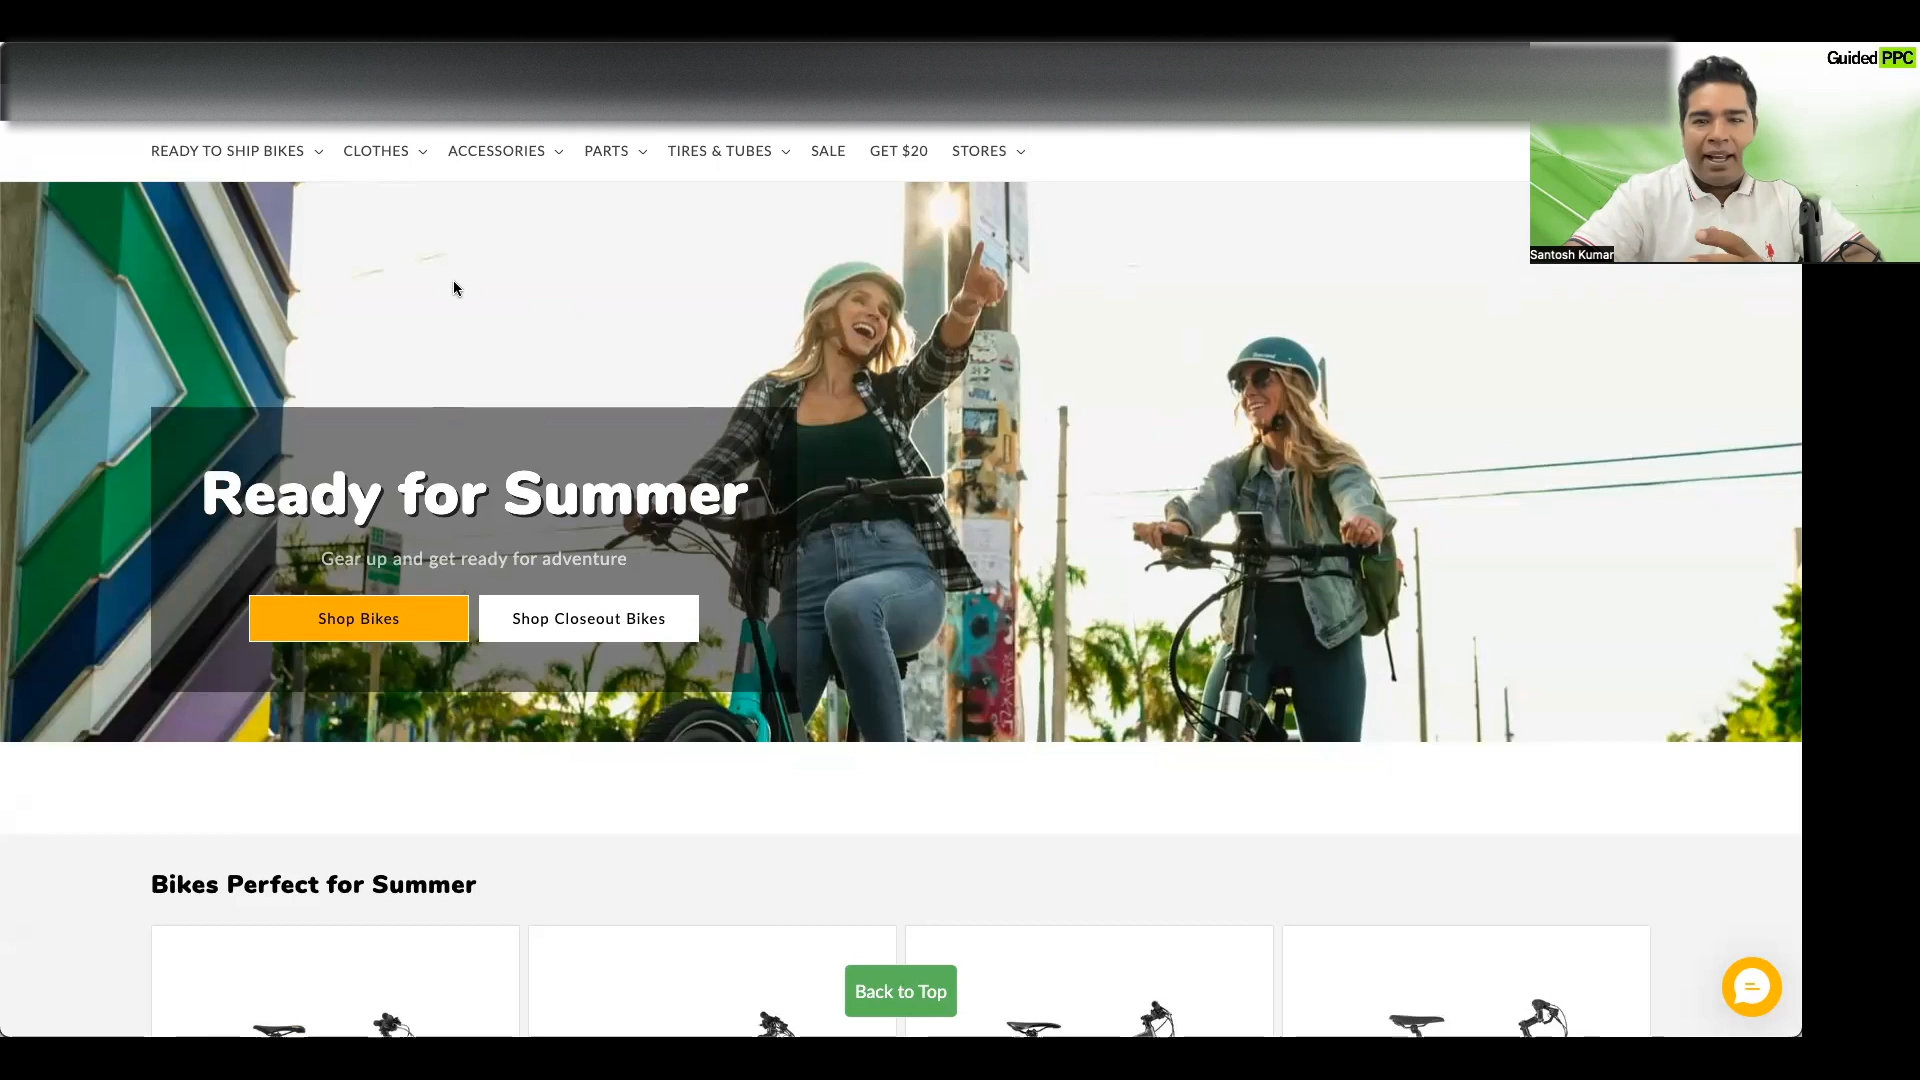 Guided PPC
READY TO SHIP BIKES CLOTHES ACCESSORIES PARTS TIRES & TUBES SALE GET $20 STORES
Santosh Kumar
Ready for Summer
Gear up and get ready for adventure
Shop Bikes Shop Closeout Bikes
Bikes Perfect for Summer
Back to Top